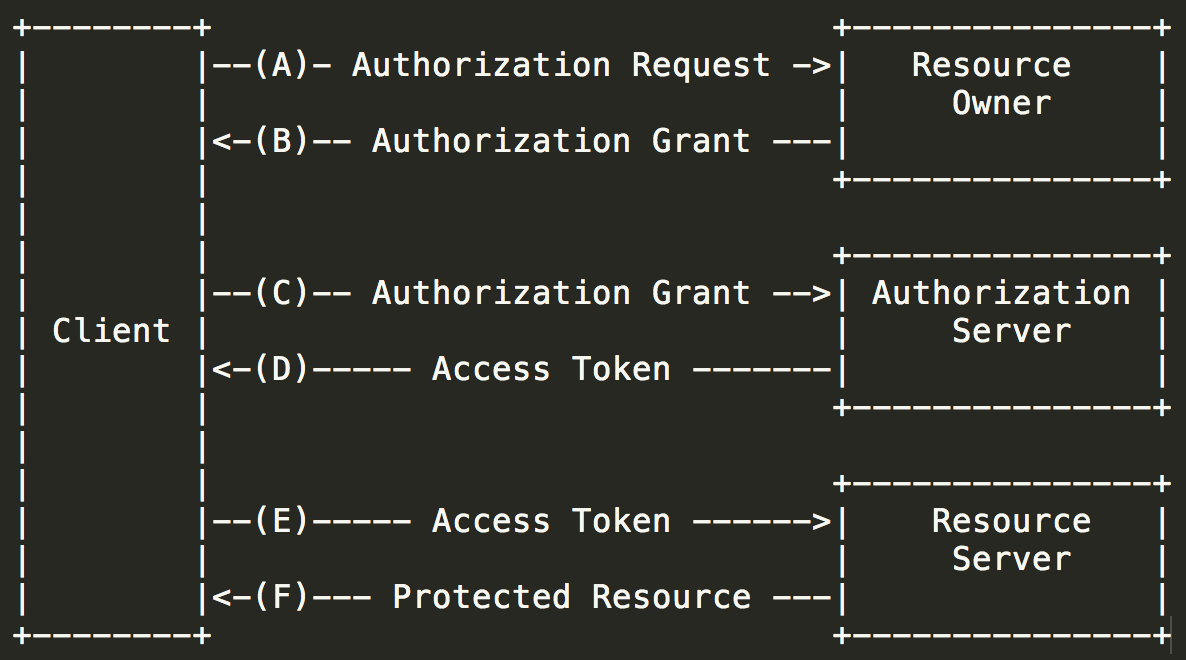 +--------+                               +---------------+
|        |--(A)- Authorization Request ->|   Resource    |
|        |                               |     Owner     |
|        |<-(B)-- Authorization Grant ---|               |
|        |                               +---------------+
|        |
|        |                               +---------------+
|        |--(C)-- Authorization Grant -->| Authorization |
| Client |                               |     Server    |
|        |<-(D)----- Access Token -------|               |
|        |                               +---------------+
|        |
|        |                               +---------------+
|        |--(E)----- Access Token ------>|    Resource   |
|        |                               |     Server    |
|        |<-(F)--- Protected Resource ---|               |
+--------+                               +---------------+